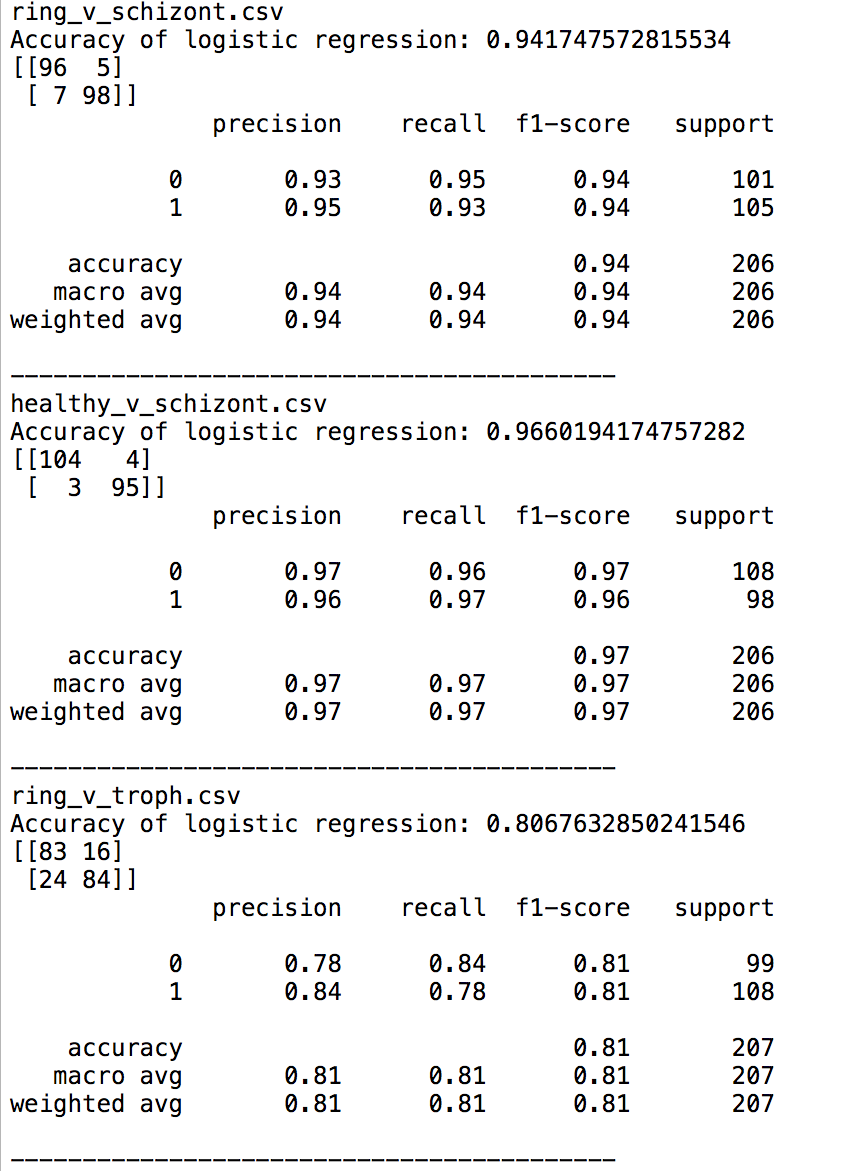 ring_v_schizont.csv
Accuracy of logistic regression: 0.941747572815534
[[96  5]
 [ 7 98]]
              precision    recall  f1-score   support

           0       0.93      0.95      0.94       101
           1       0.95      0.93      0.94       105

    accuracy                           0.94       206
   macro avg       0.94      0.94      0.94       206
weighted avg       0.94      0.94      0.94       206

------------------------------------------
healthy_v_schizont.csv
Accuracy of logistic regression: 0.9660194174757282
[[104   4]
 [  3  95]]
              precision    recall  f1-score   support

           0       0.97      0.96      0.97       108
           1       0.96      0.97      0.96        98

    accuracy                           0.97       206
   macro avg       0.97      0.97      0.97       206
weighted avg       0.97      0.97      0.97       206

------------------------------------------
ring_v_troph.csv
Accuracy of logistic regression: 0.8067632850241546
[[83 16]
 [24 84]]
              precision    recall  f1-score   support

           0       0.78      0.84      0.81        99
           1       0.84      0.78      0.81       108

    accuracy                           0.81       207
   macro avg       0.81      0.81      0.81       207
weighted avg       0.81      0.81      0.81       207

------------------------------------------